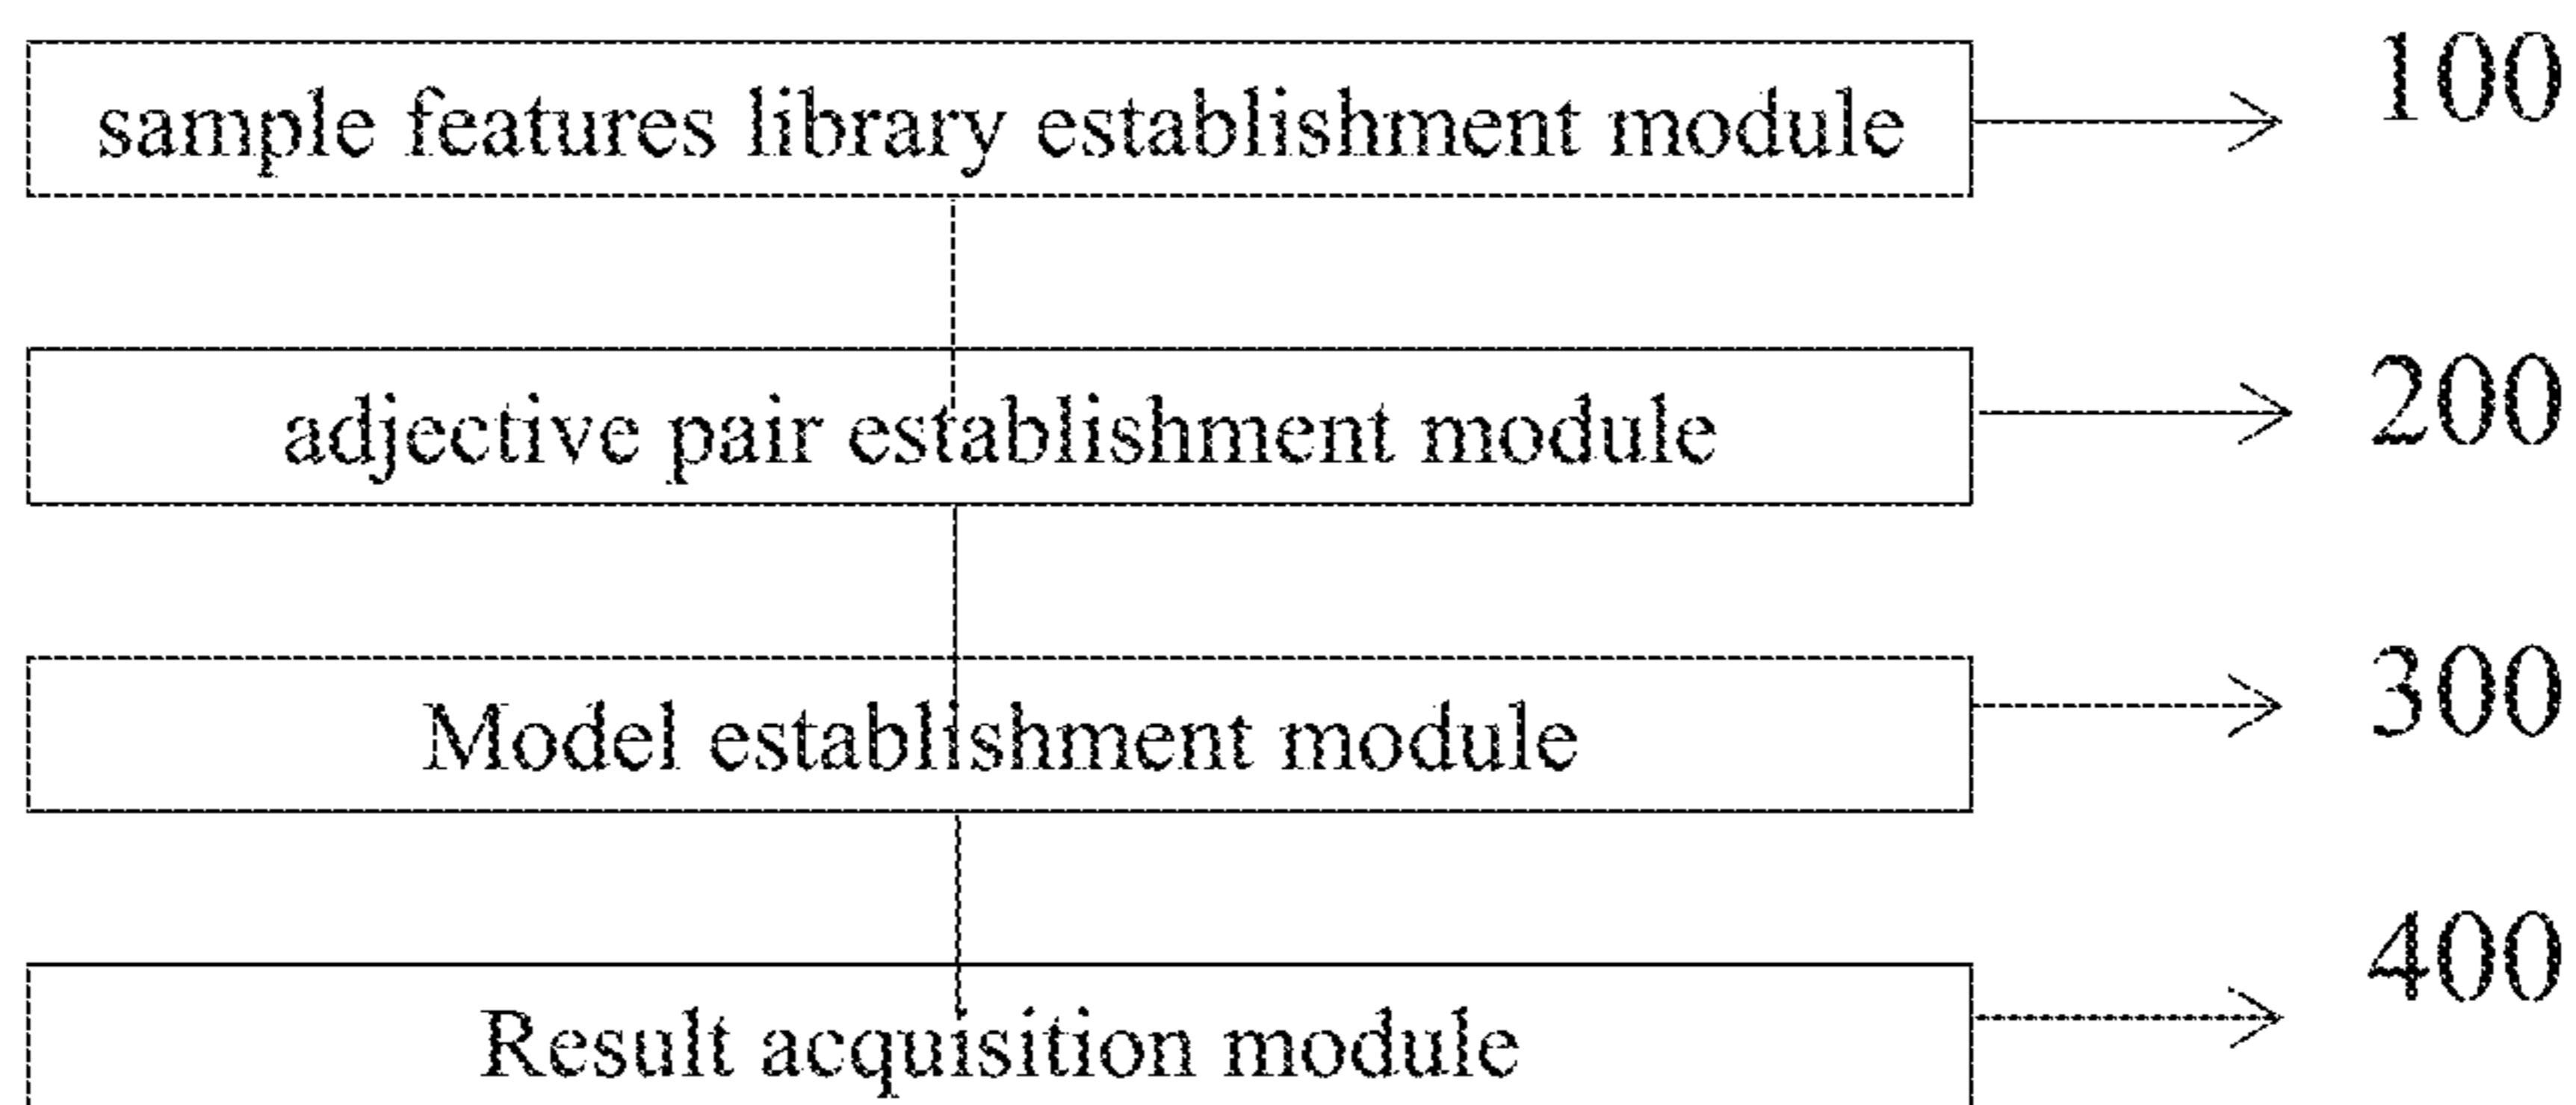 sample features library establishment module 100
adjective pair establishment module 200
Model establishment module 300
Result acquisition module 400